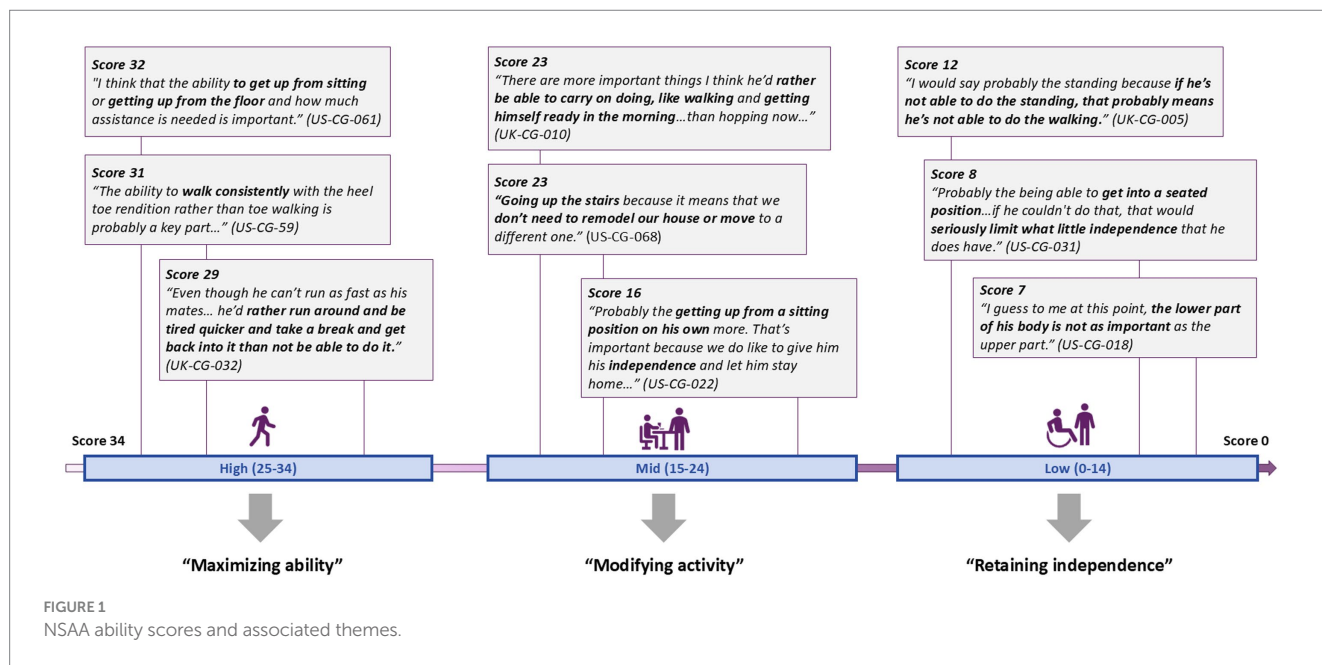 Score 32
"I think that the ability to get up from sitting
or getting up from the floor and how much
assistance is needed is important.” (US-CG-061)
Score 31
“The ability to walk consistently with the heel
toe rendition rather than toe walking is
probably a key part…” (US-CG-59)
Score 29
“Even though he can’t run as fast as his
mates… he’d rather run around and be
tired quicker and take a break and get
back into it than not be able to do it.”
(UK-CG-032)
Score 23
“There are more important things I think he’d rather
be able to carry on doing, like walking and getting
himself ready in the morning…than hopping now…”
(UK-CG-010)
Score 23
“Going up the stairs because it means that we
don’t need to remodel our house or move to a
different one.” (US-CG-068)
Score 16
“Probably the getting up from a sitting
position on his own more. That’s
important because we do like to give him
his independence and let him stay
home…” (US-CG-022)
Score 12
“I would say probably the standing because if he’s
not able to do the standing, that probably means
he’s not able to do the walking.” (UK-CG-005)
Score 8
“Probably the being able to get into a seated
position…if he couldn't do that, that would
seriously limit what little independence that he
does have.” (US-CG-031)
Score 7
“I guess to me at this point, the lower part
of his body is not as important as the
upper part.” (US-CG-018)
Score 34
Score 0
High (25-34)
Mid (15-24)
Low (0-14)
“Maximizing ability”
“Modifying activity”
“Retaining independence”
FIGURE 1
NSAA ability scores and associated themes.